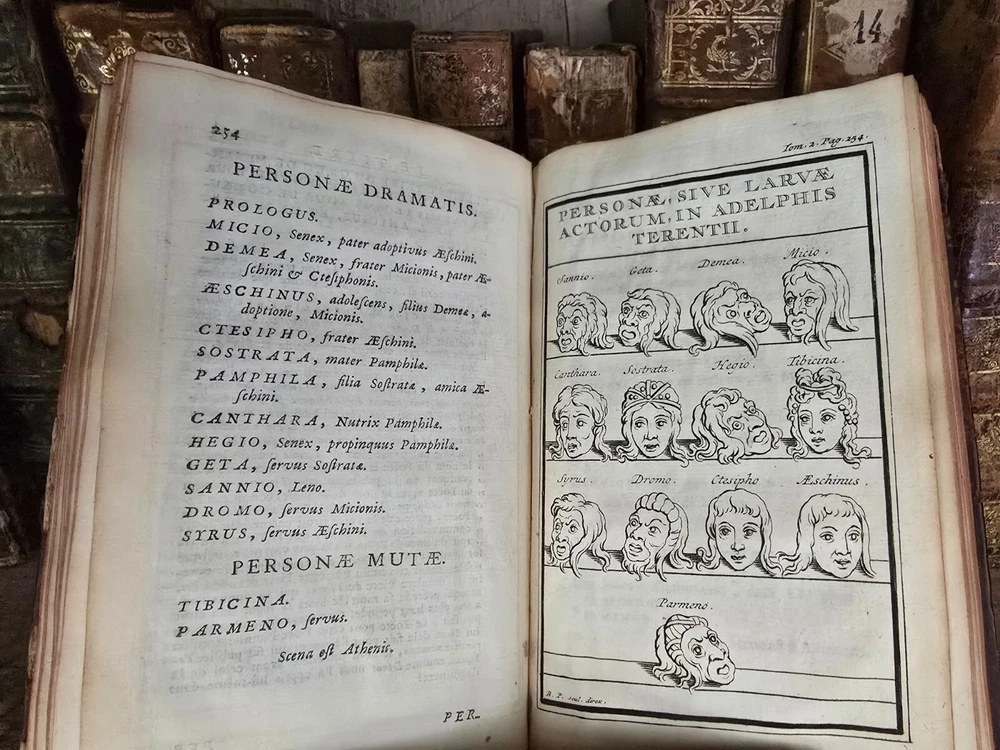 14
254
PERSONÆ DRAMATIS.
PROLOGUS.
MICIO, Senex, pater adoptivus Æſchini.
DEMEA, Senex, frater Micionis, pater Æ-
ſchini & Cteſiphonis.
ÆSCHINUS, adoleſcens, filius Demeæ, a-
doptione, Micionis.
CTESIPHO, frater Æſchini.
SOSTRATA, mater Pamphilæ.
PAMPHILA, filia Soſtratæ, amica Æ-
ſchini.
CANTHARA, Nutrix Pamphilæ.
HEGIO, Senex, propinquus Pamphilæ.
GETA, ſervus Soſtratæ.
SANNIO, Leno.
DROMO, ſervus Micionis.
SYRUS, ſervus Æſchini.
PERSONÆ MUTÆ.
TIBICINA.
PARMENO, ſervus.
Scena eſt Athenis.
PER-
Tom. 2. Pag. 254.
PERSONÆ, SIVE LARVÆ
ACTORUM, IN ADELPHIS
TERENTII.
Sannio. Geta. Demea. Micio.
Canthara. Sostrata. Hegio. Tibicina.
Syrus. Dromo. Ctesipho Æschinus.
Parmeno.
B. P. scul. direx.